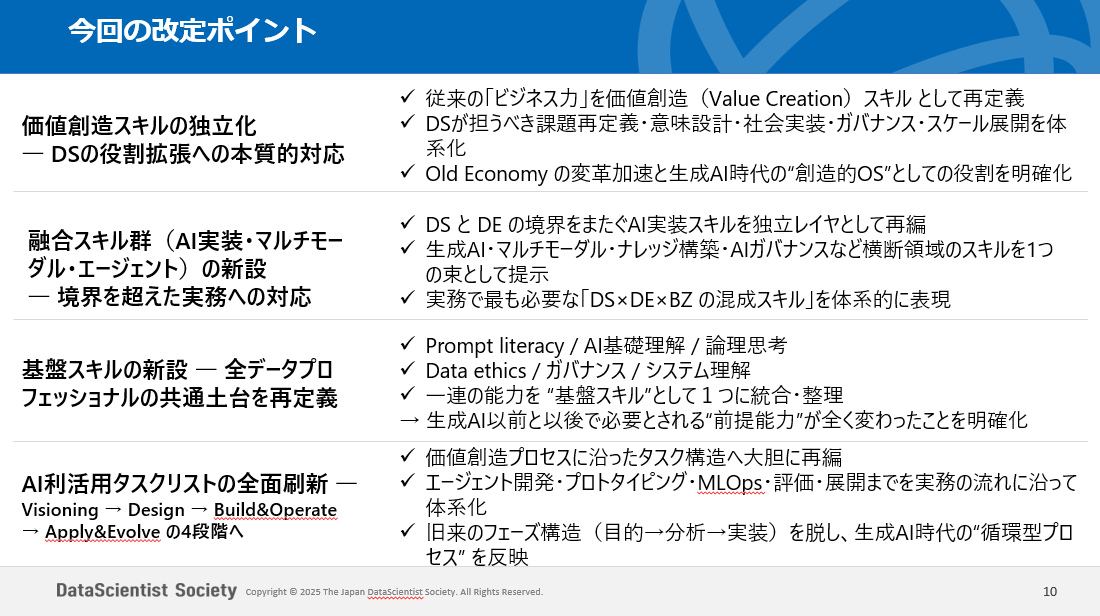 今回の改定ポイント
価値創造スキルの独立化
― DSの役割拡張への本質的対応
✓ 従来の「ビジネス力」を価値創造（Value Creation）スキル として再定義
✓ DSが担うべき課題再定義・意味設計・社会実装・ガバナンス・スケール展開を体
系化
✓ Old Economy の変革加速と生成AI時代の“創造的OS”としての役割を明確化
融合スキル群（AI実装・マルチモー
ダル・エージェント）の新設
― 境界を超えた実務への対応
✓ DS と DE の境界をまたぐAI実装スキルを独立レイヤとして再編
✓ 生成AI・マルチモーダル・ナレッジ構築・AIガバナンスなど横断領域のスキルを1つ
の束として提示
✓ 実務で最も必要な「DS×DE×BZ の混成スキル」を体系的に表現
基盤スキルの新設 ― 全データプロ
フェッショナルの共通土台を再定義
✓ Prompt literacy / AI基礎理解 / 論理思考
✓ Data ethics / ガバナンス / システム理解
✓ 一連の能力を “基盤スキル”として１つに統合・整理
→ 生成AI以前と以後で必要とされる“前提能力”が全く変わったことを明確化
AI利活用タスクリストの全面刷新 ―
Visioning → Design → Build&Operate
→ Apply&Evolve の4段階へ
✓ 価値創造プロセスに沿ったタスク構造へ大胆に再編
✓ エージェント開発・プロトタイピング・MLOps・評価・展開までを実務の流れに沿って
体系化
✓ 旧来のフェーズ構造（目的→分析→実装）を脱し、生成AI時代の“循環型プロ
セス” を反映
DataScientist Society Copyright © 2025 The Japan DataScientist Society. All Rights Reserved.
10